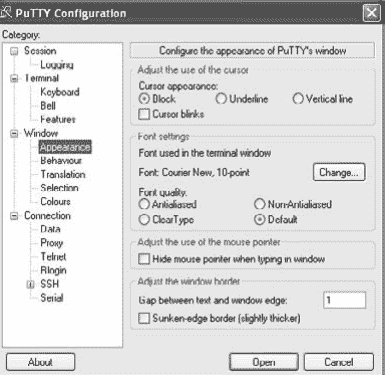 PuTTY Configuration
Category:
Session
Logging
Terminal
Keyboard
Bell
Features
Window
Appearance
Behaviour
Translation
Selection
Colours
Connection
Data
Proxy
Telnet
Rlogin
SSH
Serial
Configure the appearance of PuTTY's window
Adjust the use of the cursor
Cursor appearance:
Block Underline Vertical line
Cursor blinks
Font settings
Font used in the terminal window
Font: Courier New, 10-point Change...
Font quality:
Antialiased Non-Antialiased
ClearType Default
Adjust the use of the mouse pointer
Hide mouse pointer when typing in window
Adjust the window border
Gap between text and window edge: 1
Sunken-edge border (slightly thicker)
About Open Cancel